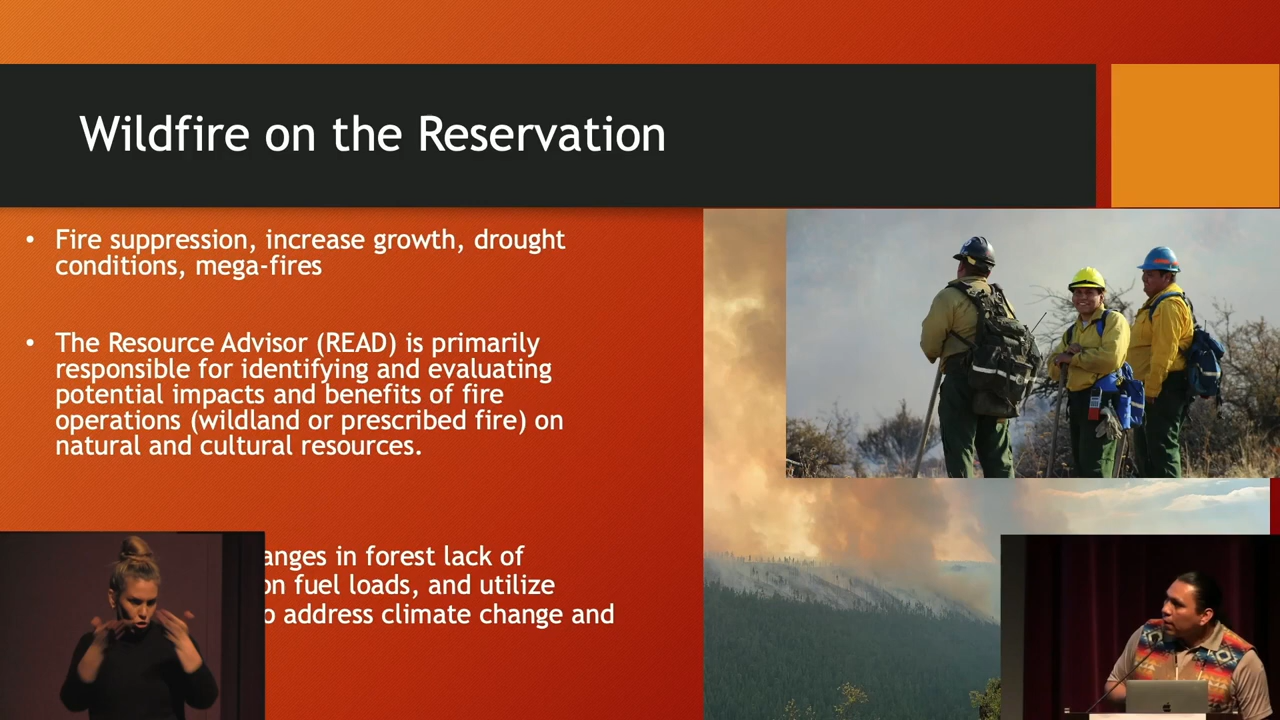 Wildfire on the Reservation
• Fire suppression, increase growth, drought
conditions, mega-fires
• The Resource Advisor (READ) is primarily
responsible for identifying and evaluating
potential impacts and benefits of fire
operations (wildland or prescribed fire) on
natural and cultural resources.
anges in forest lack of
on fuel loads, and utilize
o address climate change and